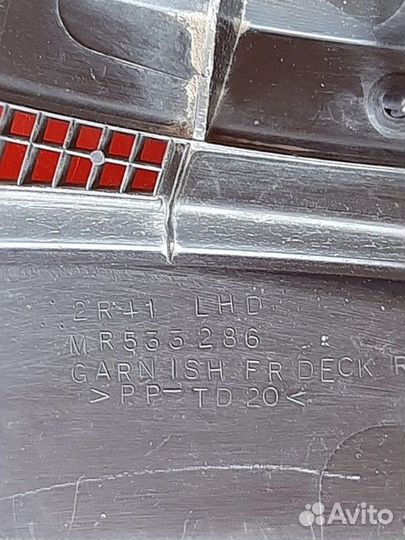 2R41 LHD
MR533286
GARNISH FR DECK R
>PP-TD20<
Avito